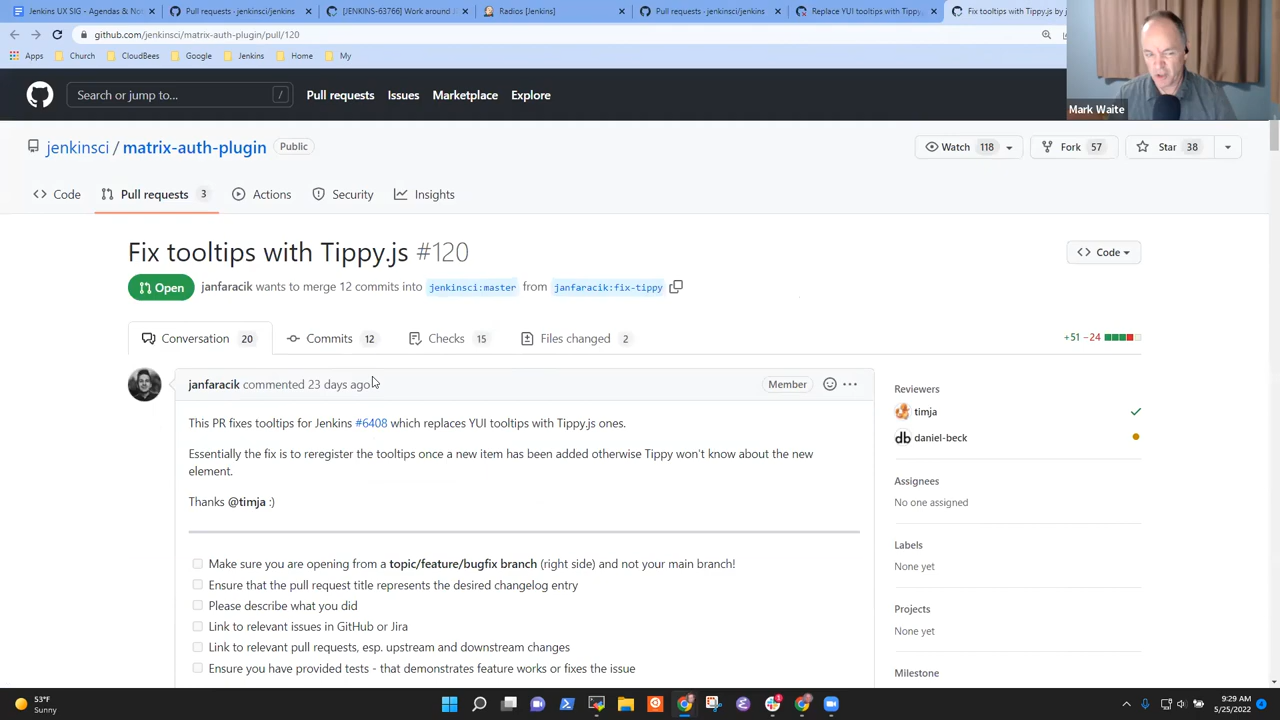 Jenkins UX SIG - Agendas & No
Pull requests · jenkinsci/jenkins
[JENKINS-63766] Work around J
Radios [Jenkins]
Pull requests · jenkinsci/jenkins
Replace YUI tooltips with Tippy.
Fix tooltips with Tippy.js by j
github.com/jenkinsci/matrix-auth-plugin/pull/120
Apps
Church
CloudBees
Google
Jenkins
Home
My
Mark Waite
Search or jump to...
/
Pull requests
Issues
Marketplace
Explore
jenkinsci / matrix-auth-plugin
Public
Watch 118
Fork 57
Star 38
Code
Pull requests 3
Actions
Security
Insights
Fix tooltips with Tippy.js #120
Code
Open
janfaracik wants to merge 12 commits into jenkinsci:master from janfaracik:fix-tippy
Conversation 20
Commits 12
Checks 15
Files changed 2
+51 −24
janfaracik commented 23 days ago
Member
This PR fixes tooltips for Jenkins #6408 which replaces YUI tooltips with Tippy.js ones.
Essentially the fix is to reregister the tooltips once a new item has been added otherwise Tippy won't know about the new
element.
Thanks @timja :)
Make sure you are opening from a topic/feature/bugfix branch (right side) and not your main branch!
Ensure that the pull request title represents the desired changelog entry
Please describe what you did
Link to relevant issues in GitHub or Jira
Link to relevant pull requests, esp. upstream and downstream changes
Ensure you have provided tests - that demonstrates feature works or fixes the issue
Reviewers
timja
db daniel-beck
Assignees
No one assigned
Labels
None yet
Projects
None yet
Milestone
53°F
Sunny
9:29 AM
5/25/2022